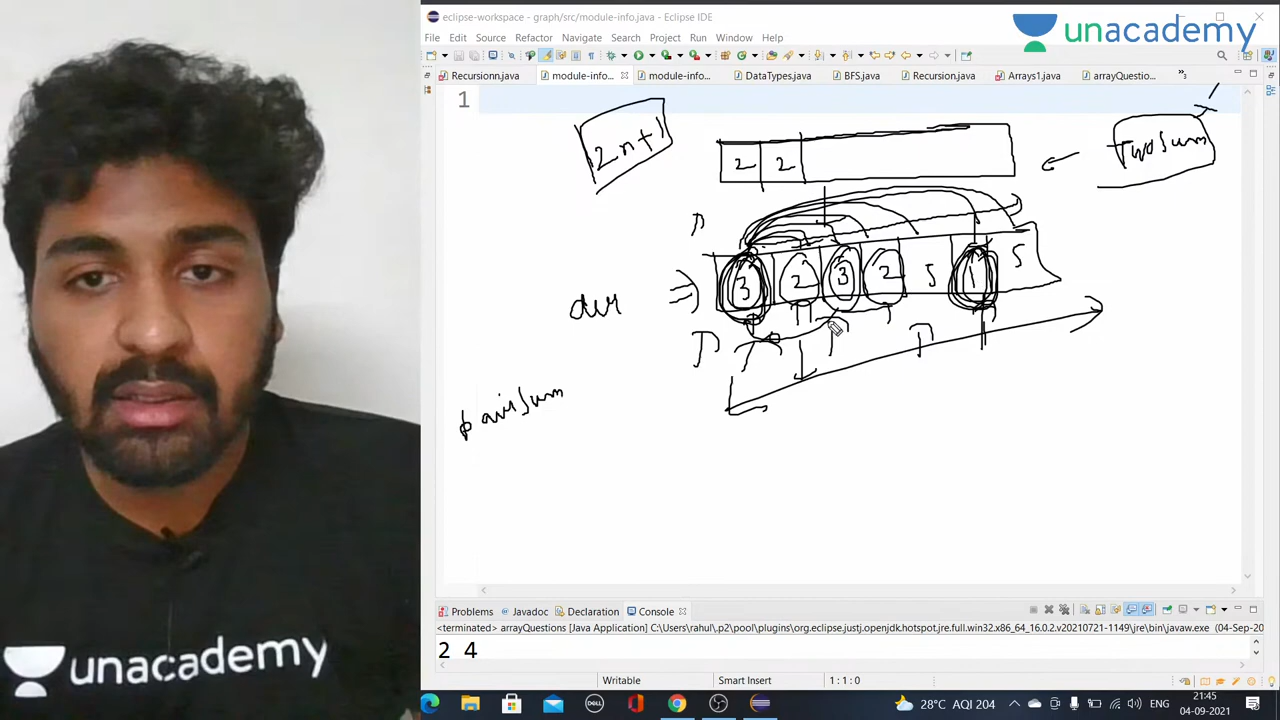 eclipse-workspace - graph/src/module-info.java - Eclipse IDE
unacademy
File Edit Source Refactor Navigate Search Project Run Window Help
Recursionn.java module-info... module-info... DataTypes.java BFS.java Recursion.java Arrays1.java arrayQuestio...
1
2n+1
2 2
TwoSum
3 2 3 2 5 1 5
pairSum
unacademy
Problems Javadoc Declaration Console
<terminated> arrayQuestions [Java Application] C:\Users\rahul\.p2\pool\plugins\org.eclipse.justj.openjdk.hotspot.jre.full.win32.x86_64_16.0.2.v20210721-1149\jre\bin\javaw.exe (04-Sep-20
2 4
Writable Smart Insert 1 : 1 : 0
DELL
28°C AQI 204 ENG 21:45
04-09-2021